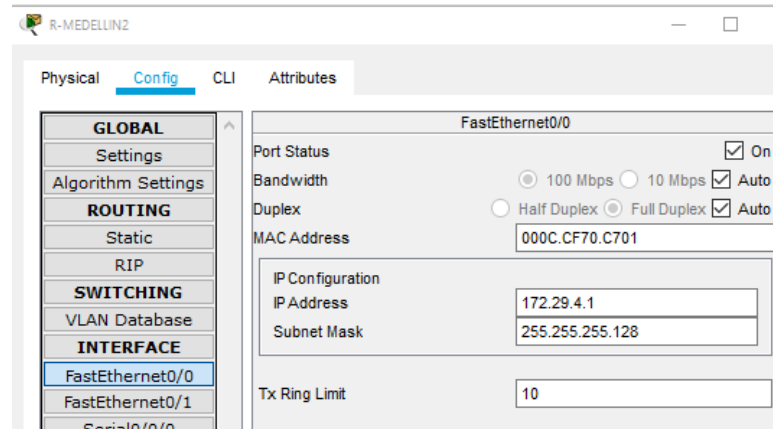 R-MEDELLIN2
Physical Config CLI Attributes
GLOBAL
Settings
Algorithm Settings
ROUTING
Static
RIP
SWITCHING
VLAN Database
INTERFACE
FastEthernet0/0
FastEthernet0/1
Serial0/0/0
FastEthernet0/0
Port Status On
Bandwidth 100 Mbps 10 Mbps Auto
Duplex Half Duplex Full Duplex Auto
MAC Address 000C.CF70.C701
IP Configuration
IP Address 172.29.4.1
Subnet Mask 255.255.255.128
Tx Ring Limit 10